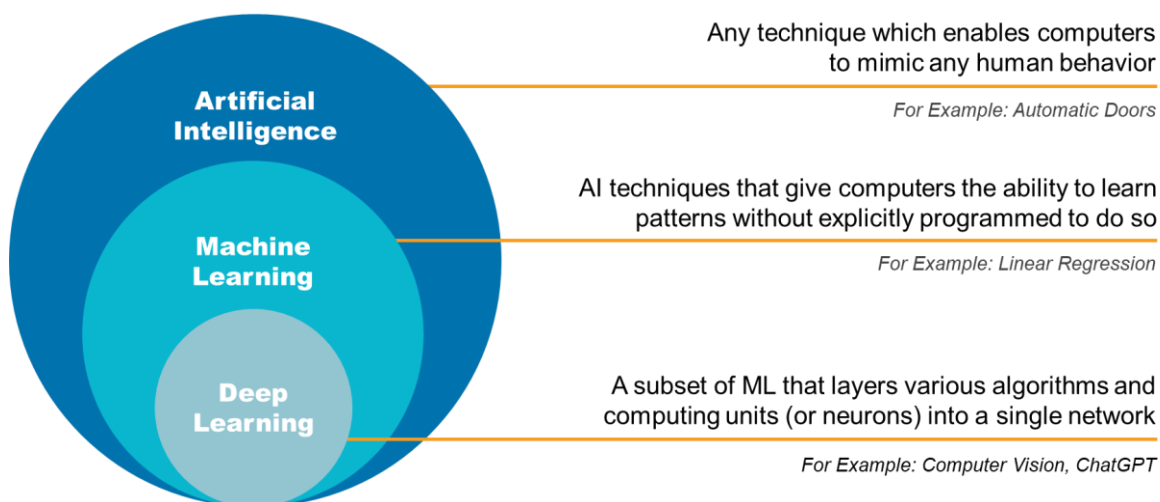 Any technique which enables computers
to mimic any human behavior
Artificial
Intelligence
For Example: Automatic Doors
AI techniques that give computers the ability to learn
patterns without explicitly programmed to do so
Machine
Learning
For Example: Linear Regression
A subset of ML that layers various algorithms and
computing units (or neurons) into a single network
Deep
Learning
For Example: Computer Vision, ChatGPT